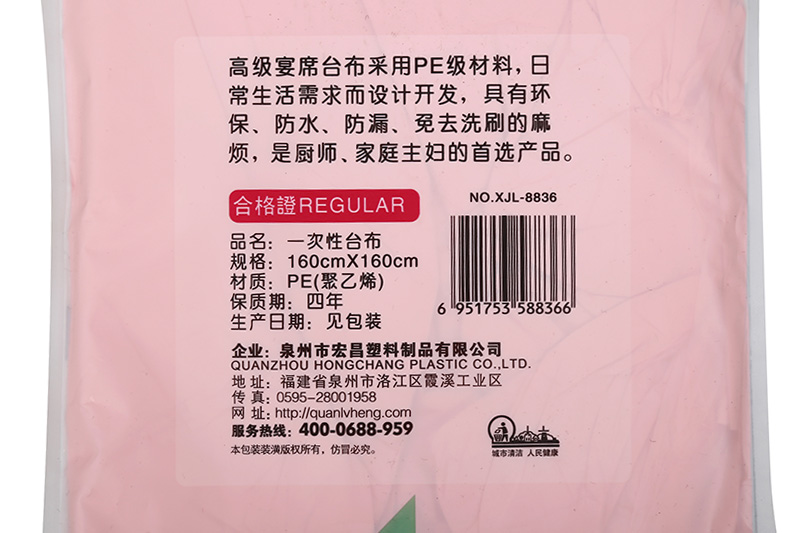 高级宴席台布采用PE级材料，日
常生活需求而设计开发，具有环
保、防水、防漏、免去洗刷的麻
烦，是厨师、家庭主妇的首选产品。
合格證REGULAR
NO.XJL-8836
品名：一次性台布
规格：160cmX160cm
材质：PE(聚乙烯)
保质期：四年
生产日期：见包装
6 951753 588366
企业：泉州市宏昌塑料制品有限公司
QUANZHOU HONGCHANG PLASTIC CO.,LTD.
地址：福建省泉州市洛江区霞溪工业区
传真：0595-28001958
网址：http://quanlvheng.com
服务热线：400-0688-959
本包装装潢版权所有，仿冒必究。
城市清洁 人民健康